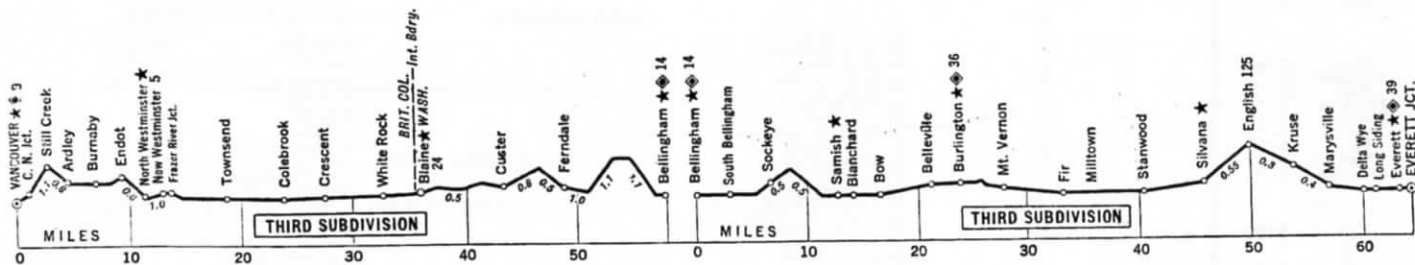 VANCOUVER ★ 9
C. N. Jct.
Still Creek
Ardley
Burnaby
Endot
North Westminster ★
New Westminster 5
Frazer River Jct.
Townsend
Colebrook
Crescent
White Rock
BRIT. COL. Int. Bdry.
Blaine ★ WASH.
24
Custer
Ferndale
Bellingham ★ 14
Bellingham ★ 14
South Bellingham
Sockeye
Samish ★
Blanchard
Bow
Belleville
Burlington ★ 36
Mt. Vernon
Fir
Milltown
Stanwood
Silvana ★
English 125
Kruse
Marysville
Delta Wye
Long Siding
Everett ★ 39
EVERETT JCT.
0.8
1.0
0.5
0.8
0.5
1.0
1.1
1.1
0.5
0.5
0.55
0.3
0.4
MILES
THIRD SUBDIVISION
MILES
THIRD SUBDIVISION
0 10 20 30 40 50 0 10 20 30 40 50 60